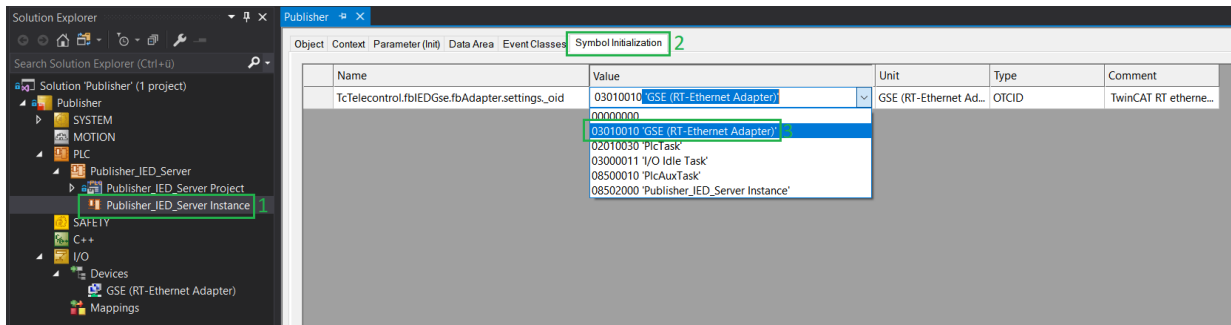 Solution Explorer
Search Solution Explorer (Ctrl+ü)
Solution 'Publisher' (1 project)
Publisher
SYSTEM
MOTION
PLC
Publisher_IED_Server
Publisher_IED_Server Project
Publisher_IED_Server Instance 1
SAFETY
C++
I/O
Devices
GSE (RT-Ethernet Adapter)
Mappings
Publisher
Object Context Parameter (Init) Data Area Event Classes Symbol Initialization 2
Name Value Unit Type Comment
TcTelecontrol.fbIEDGse.fbAdapter.settings._oid 03010010 'GSE (RT-Ethernet Adapter)' GSE (RT-Ethernet Ad... OTCID TwinCAT RT etherne...
00000000
03010010 'GSE (RT-Ethernet Adapter)' 3
02010030 'PlcTask'
03000011 'I/O Idle Task'
08500010 'PlcAuxTask'
08502000 'Publisher_IED_Server Instance'